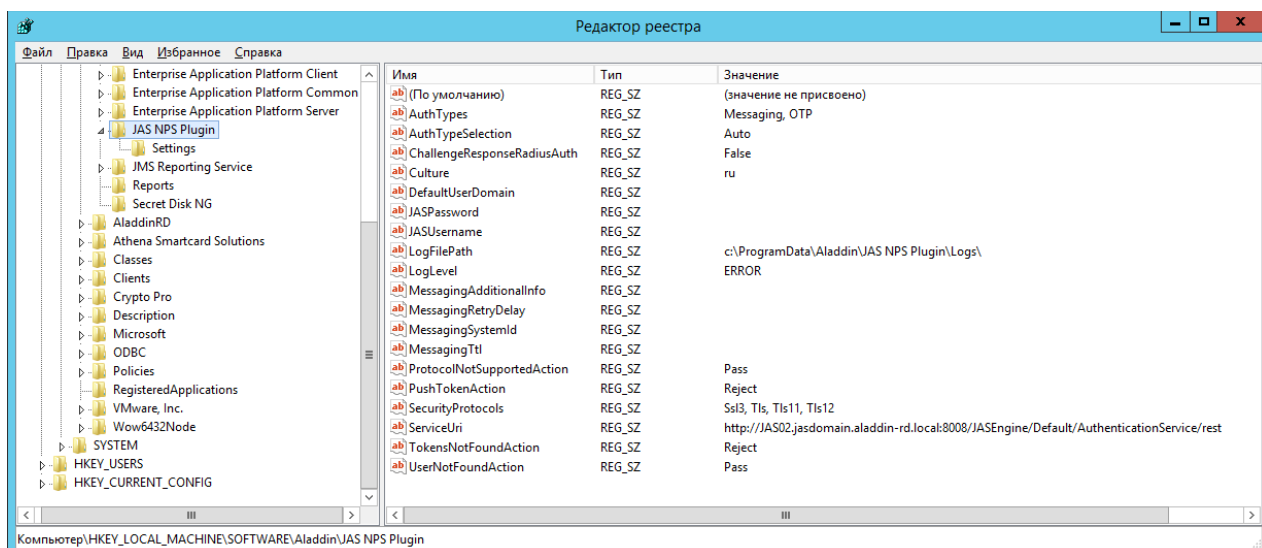 Редактор реестра
Файл Правка Вид Избранное Справка
Enterprise Application Platform Client
Enterprise Application Platform Common
Enterprise Application Platform Server
JAS NPS Plugin
Settings
JMS Reporting Service
Reports
Secret Disk NG
AladdinRD
Athena Smartcard Solutions
Classes
Clients
Crypto Pro
Description
Microsoft
ODBC
Policies
RegisteredApplications
VMware, Inc.
Wow6432Node
SYSTEM
HKEY_USERS
HKEY_CURRENT_CONFIG
Имя Тип Значение
(По умолчанию) REG_SZ (значение не присвоено)
AuthTypes REG_SZ Messaging, OTP
AuthTypeSelection REG_SZ Auto
ChallengeResponseRadiusAuth REG_SZ False
Culture REG_SZ ru
DefaultUserDomain REG_SZ
JASPassword REG_SZ
JASUsername REG_SZ
LogFilePath REG_SZ c:\ProgramData\Aladdin\JAS NPS Plugin\Logs\
LogLevel REG_SZ ERROR
MessagingAdditionalInfo REG_SZ
MessagingRetryDelay REG_SZ
MessagingSystemId REG_SZ
MessagingTtl REG_SZ
ProtocolNotSupportedAction REG_SZ Pass
PushTokenAction REG_SZ Reject
SecurityProtocols REG_SZ Ssl3, Tls, Tls11, Tls12
ServiceUri REG_SZ http://JAS02.jasdomain.aladdin-rd.local:8008/JASEngine/Default/AuthenticationService/rest
TokensNotFoundAction REG_SZ Reject
UserNotFoundAction REG_SZ Pass
Компьютер\HKEY_LOCAL_MACHINE\SOFTWARE\Aladdin\JAS NPS Plugin